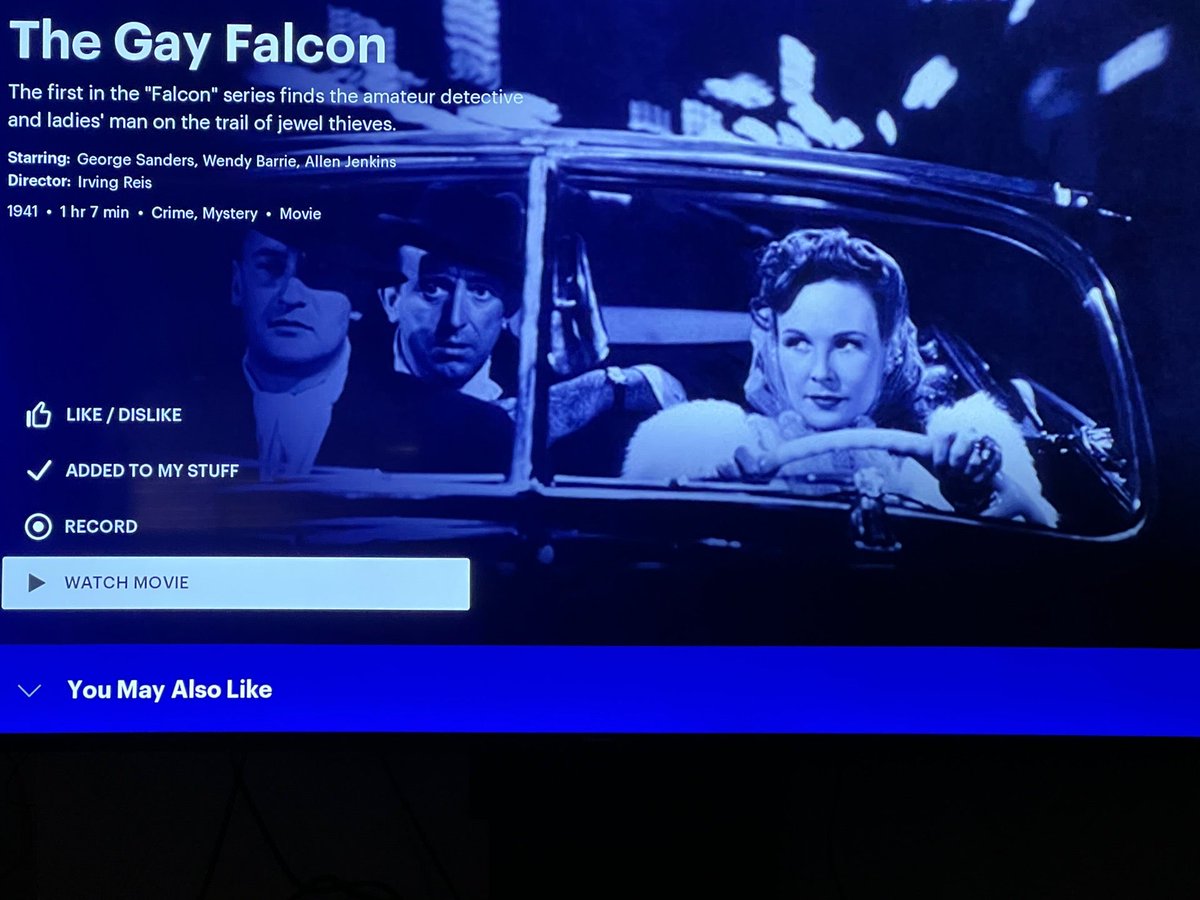 The Gay Falcon
The first in the "Falcon" series finds the amateur detective
and ladies' man on the trail of jewel thieves.
Starring: George Sanders, Wendy Barrie, Allen Jenkins
Director: Irving Reis
1941 • 1 hr 7 min • Crime, Mystery • Movie
LIKE / DISLIKE
ADDED TO MY STUFF
RECORD
WATCH MOVIE
You May Also Like